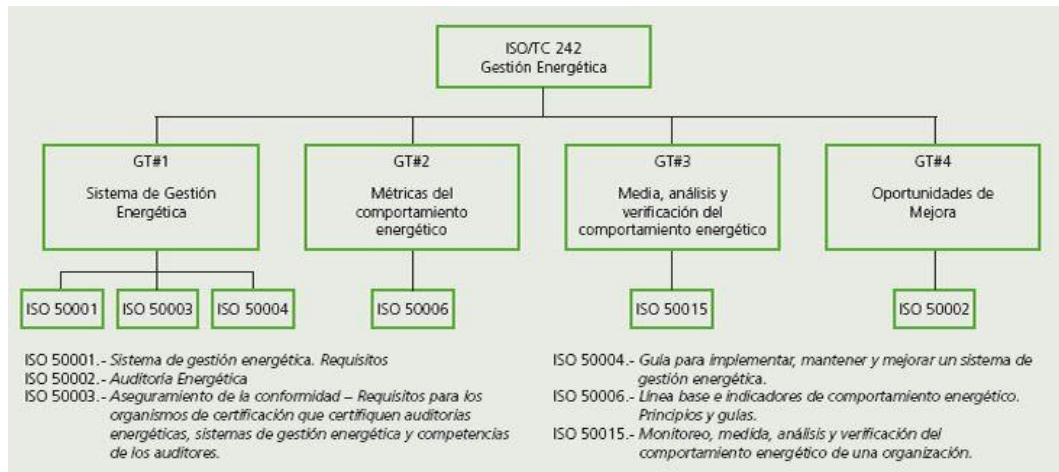 ISO/TC 242
Gestión Energética
GT#1
Sistema de Gestión
Energética
GT#2
Métricas del
comportamiento
energético
GT#3
Media, análisis y
verificación del
comportamiento energético
GT#4
Oportunidades de
Mejora
ISO 50001
ISO 50003
ISO 50004
ISO 50006
ISO 50015
ISO 50002
ISO 50001.- Sistema de gestión energética. Requisitos
ISO 50002.- Auditoría Energética
ISO 50003.- Aseguramiento de la conformidad – Requisitos para los
organismos de certificación que certifiquen auditorías
energéticas, sistemas de gestión energética y competencias
de los auditores.
ISO 50004.- Guía para implementar, mantener y mejorar un sistema de
gestión energética.
ISO 50006.- Línea base e indicadores de comportamiento energético.
Principios y guías.
ISO 50015.- Monitoreo, medida, análisis y verificación del
comportamiento energético de una organización.